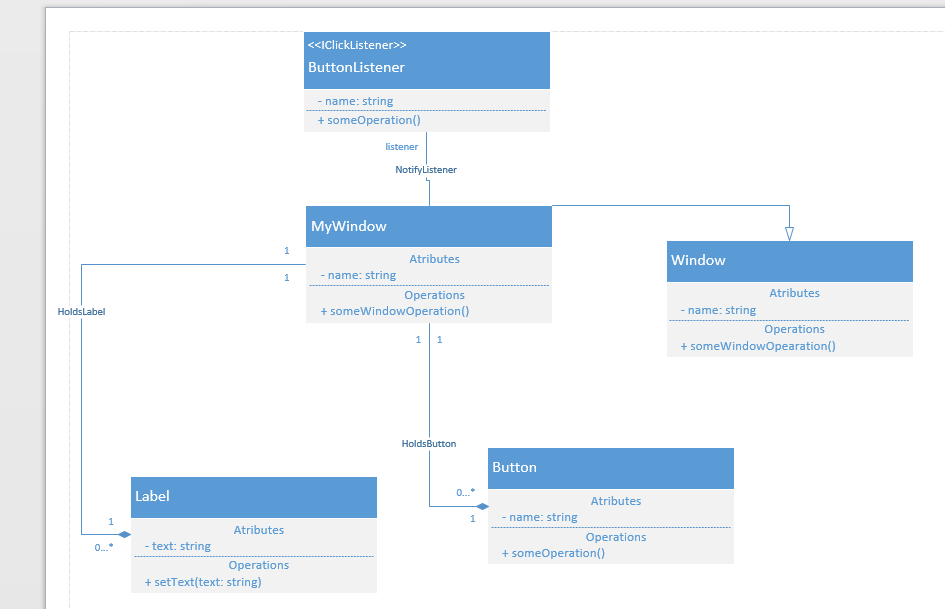 <<IClickListener>>
ButtonListener
- name: string
+ someOperation()
listener
NotifyListener
MyWindow
Atributes
- name: string
Operations
+ someWindowOperation()
Window
Atributes
- name: string
Operations
+ someWindowOpearation()
1
1
HoldsLabel
1 1
HoldsButton
Button
Atributes
- name: string
Operations
+ someOperation()
0...*
1
Label
Atributes
- text: string
Operations
+ setText(text: string)
1
0...*